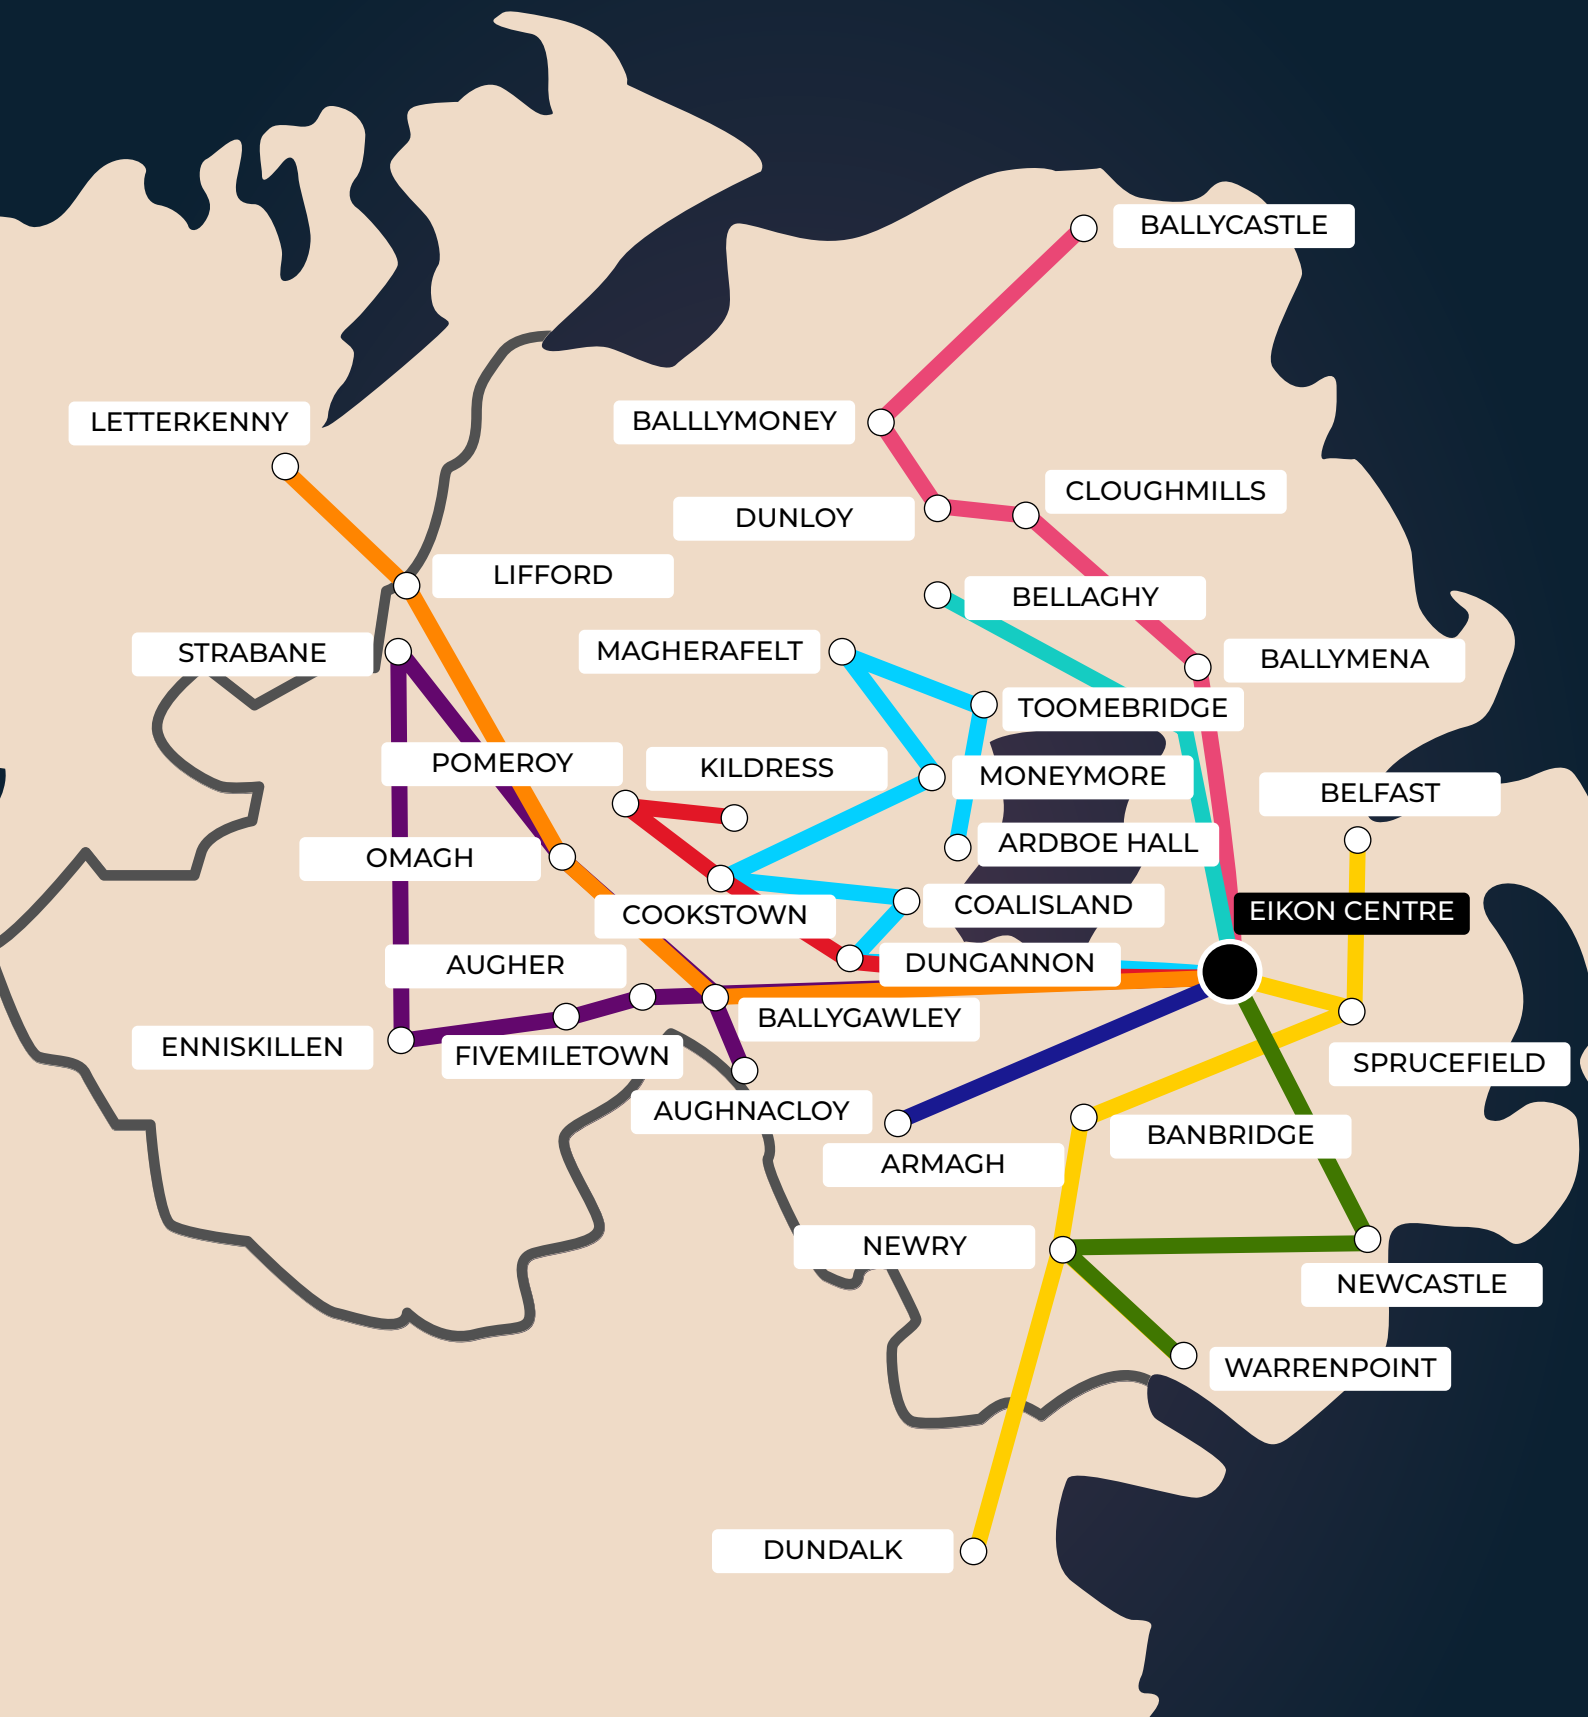 BALLYCASTLE
LETTERKENNY
BALLLYMONEY
CLOUGHMILLS
DUNLOY
LIFFORD
BELLAGHY
STRABANE
MAGHERAFELT
BALLYMENA
TOOMEBRIDGE
POMEROY
KILDRESS
MONEYMORE
BELFAST
OMAGH
ARDBOE HALL
COOKSTOWN
COALISLAND
EIKON CENTRE
AUGHER
DUNGANNON
BALLYGAWLEY
ENNISKILLEN
FIVEMILETOWN
SPRUCEFIELD
AUGHNACLOY
BANBRIDGE
ARMAGH
NEWRY
NEWCASTLE
WARRENPOINT
DUNDALK